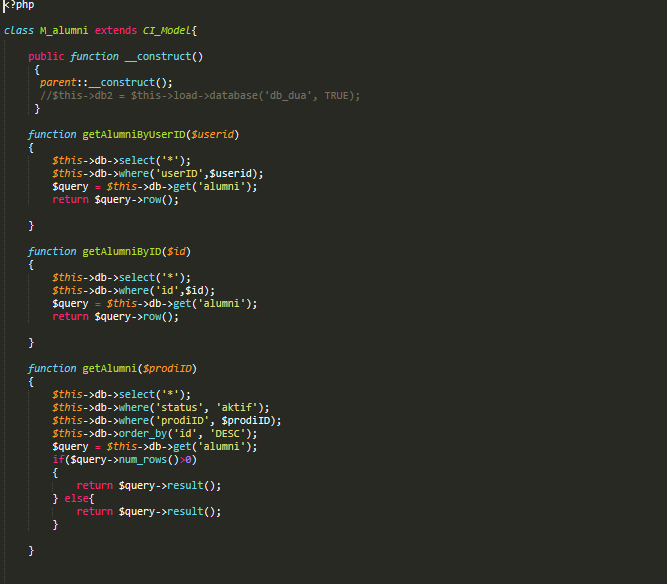 <?php
class M_alumni extends CI_Model{
public function __construct()
{
parent::__construct();
//$this->db2 = $this->load->database('db_dua', TRUE);
}
function getAlumniByUserID($userid)
{
$this->db->select('*');
$this->db->where('userID',$userid);
$query = $this->db->get('alumni');
return $query->row();
}
function getAlumniByID($id)
{
$this->db->select('*');
$this->db->where('id',$id);
$query = $this->db->get('alumni');
return $query->row();
}
function getAlumni($prodiID)
{
$this->db->select('*');
$this->db->where('status', 'aktif');
$this->db->where('prodiID', $prodiID);
$this->db->order_by('id', 'DESC');
$query = $this->db->get('alumni');
if($query->num_rows()>0)
{
return $query->result();
} else{
return $query->result();
}
}